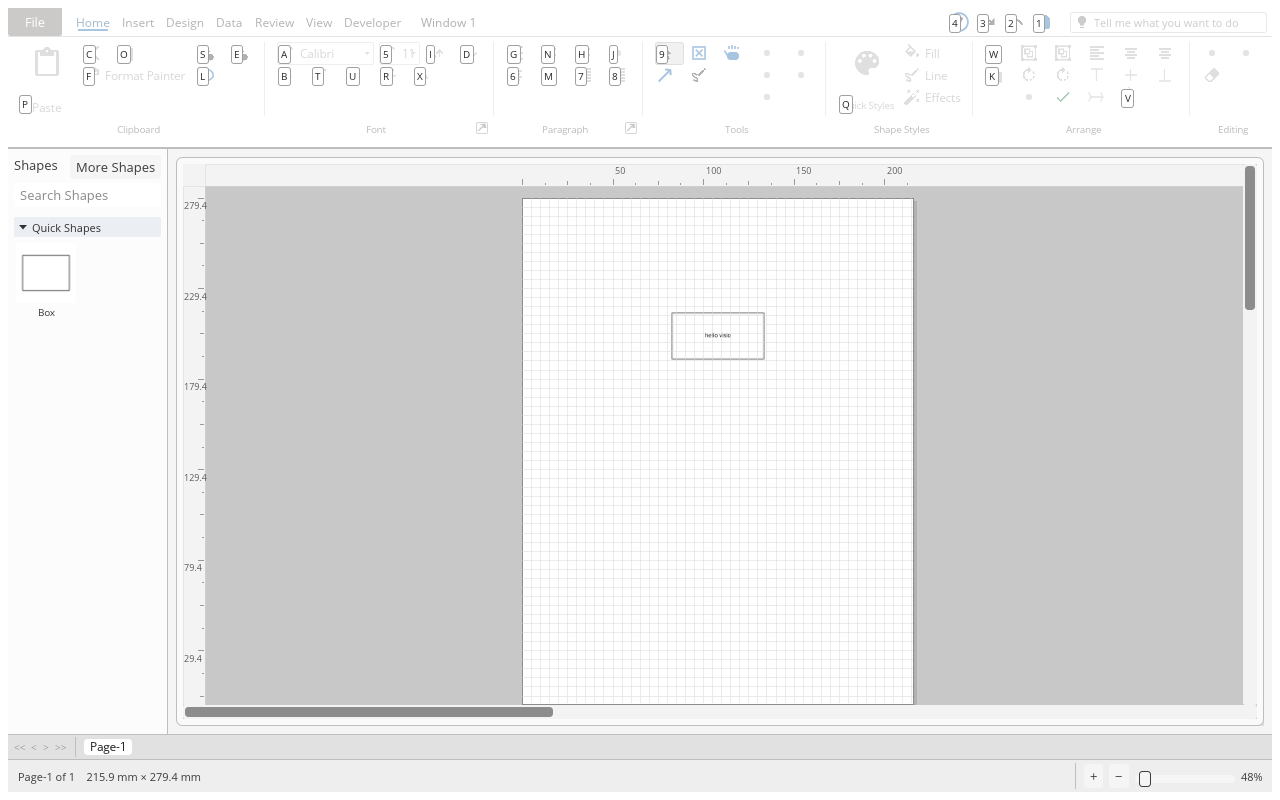 File Home Insert Design Data Review View Developer Window 1 4 3 2 1 Tell me what you want to do
C O S E A Calibri 5 11 I D G N H J 9 Fill W
F Format Painter L B T U R X 6 M 7 8 Line K
P Paste Q ick Styles Effects V
Clipboard Font Paragraph Tools Shape Styles Arrange Editing
Shapes More Shapes
Search Shapes
Quick Shapes
Box
50 100 150 200
279.4
229.4
179.4
129.4
79.4
29.4
hello visio
<< < > >> Page-1
Page-1 of 1 215.9 mm × 279.4 mm + − 48%